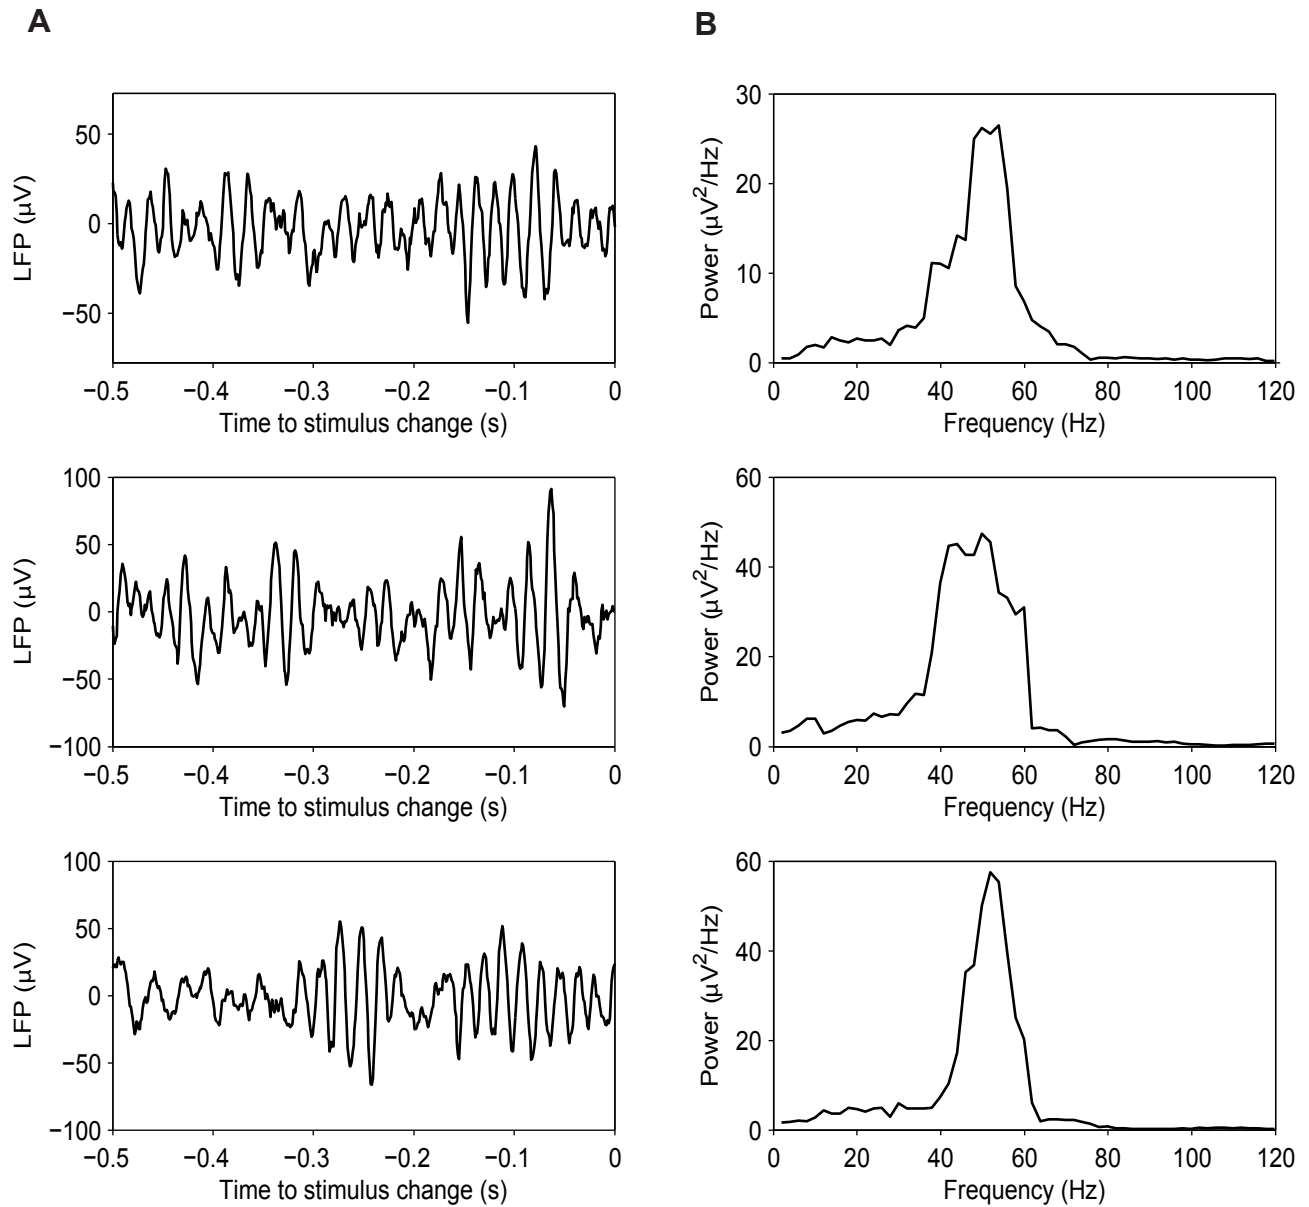 A
B
LFP (µV)
50
0
−50
−0.5 −0.4 −0.3 −0.2 −0.1 0
Time to stimulus change (s)
Power (µV²/Hz)
30
20
10
0
0 20 40 60 80 100 120
Frequency (Hz)
LFP (µV)
100
50
0
−50
−100
−0.5 −0.4 −0.3 −0.2 −0.1 0
Time to stimulus change (s)
Power (µV²/Hz)
60
40
20
0
0 20 40 60 80 100 120
Frequency (Hz)
LFP (µV)
100
50
0
−50
−100
−0.5 −0.4 −0.3 −0.2 −0.1 0
Time to stimulus change (s)
Power (µV²/Hz)
60
40
20
0
0 20 40 60 80 100 120
Frequency (Hz)